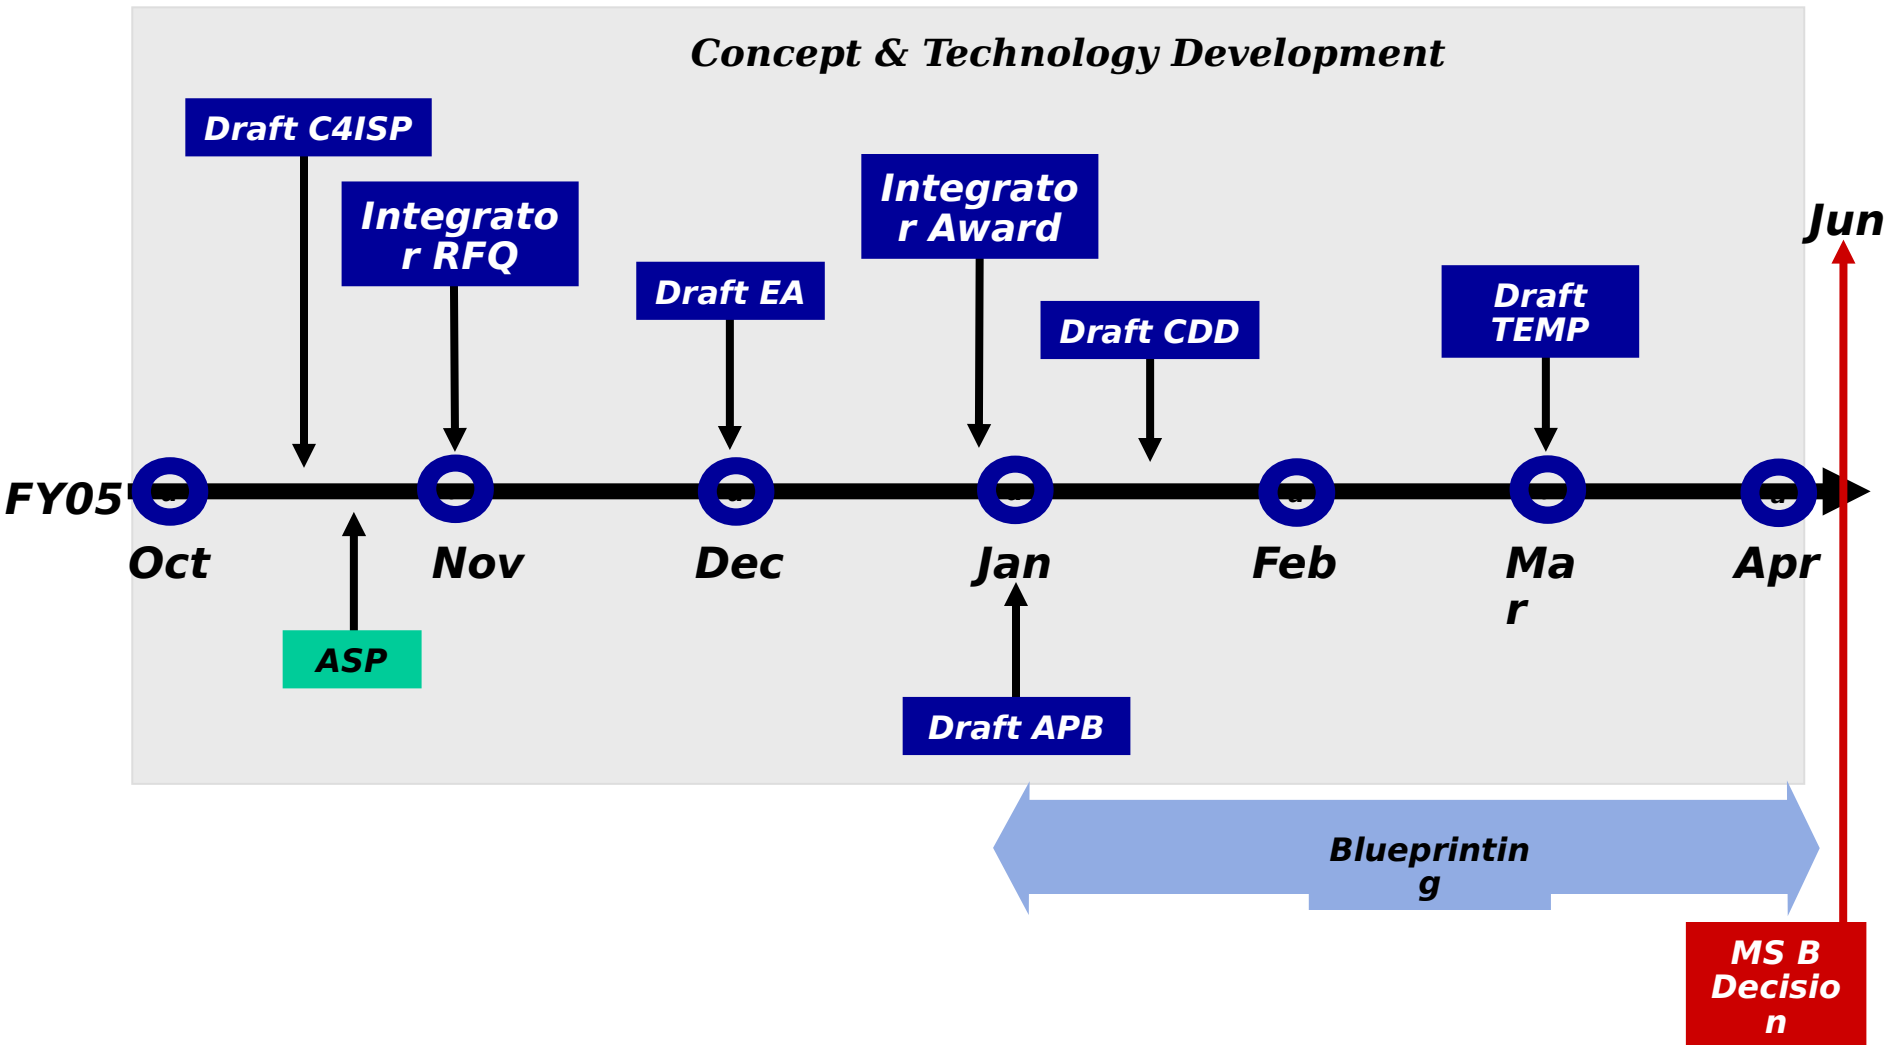 Concept & Technology Development
Draft C4ISP
Integrato
r RFQ
Draft EA
Integrato
r Award
Draft CDD
Draft
TEMP
Jun
FY05
Oct
Nov
Dec
Jan
Feb
Ma
r
Apr
ASP
Draft APB
Blueprintin
g
MS B
Decisio
n